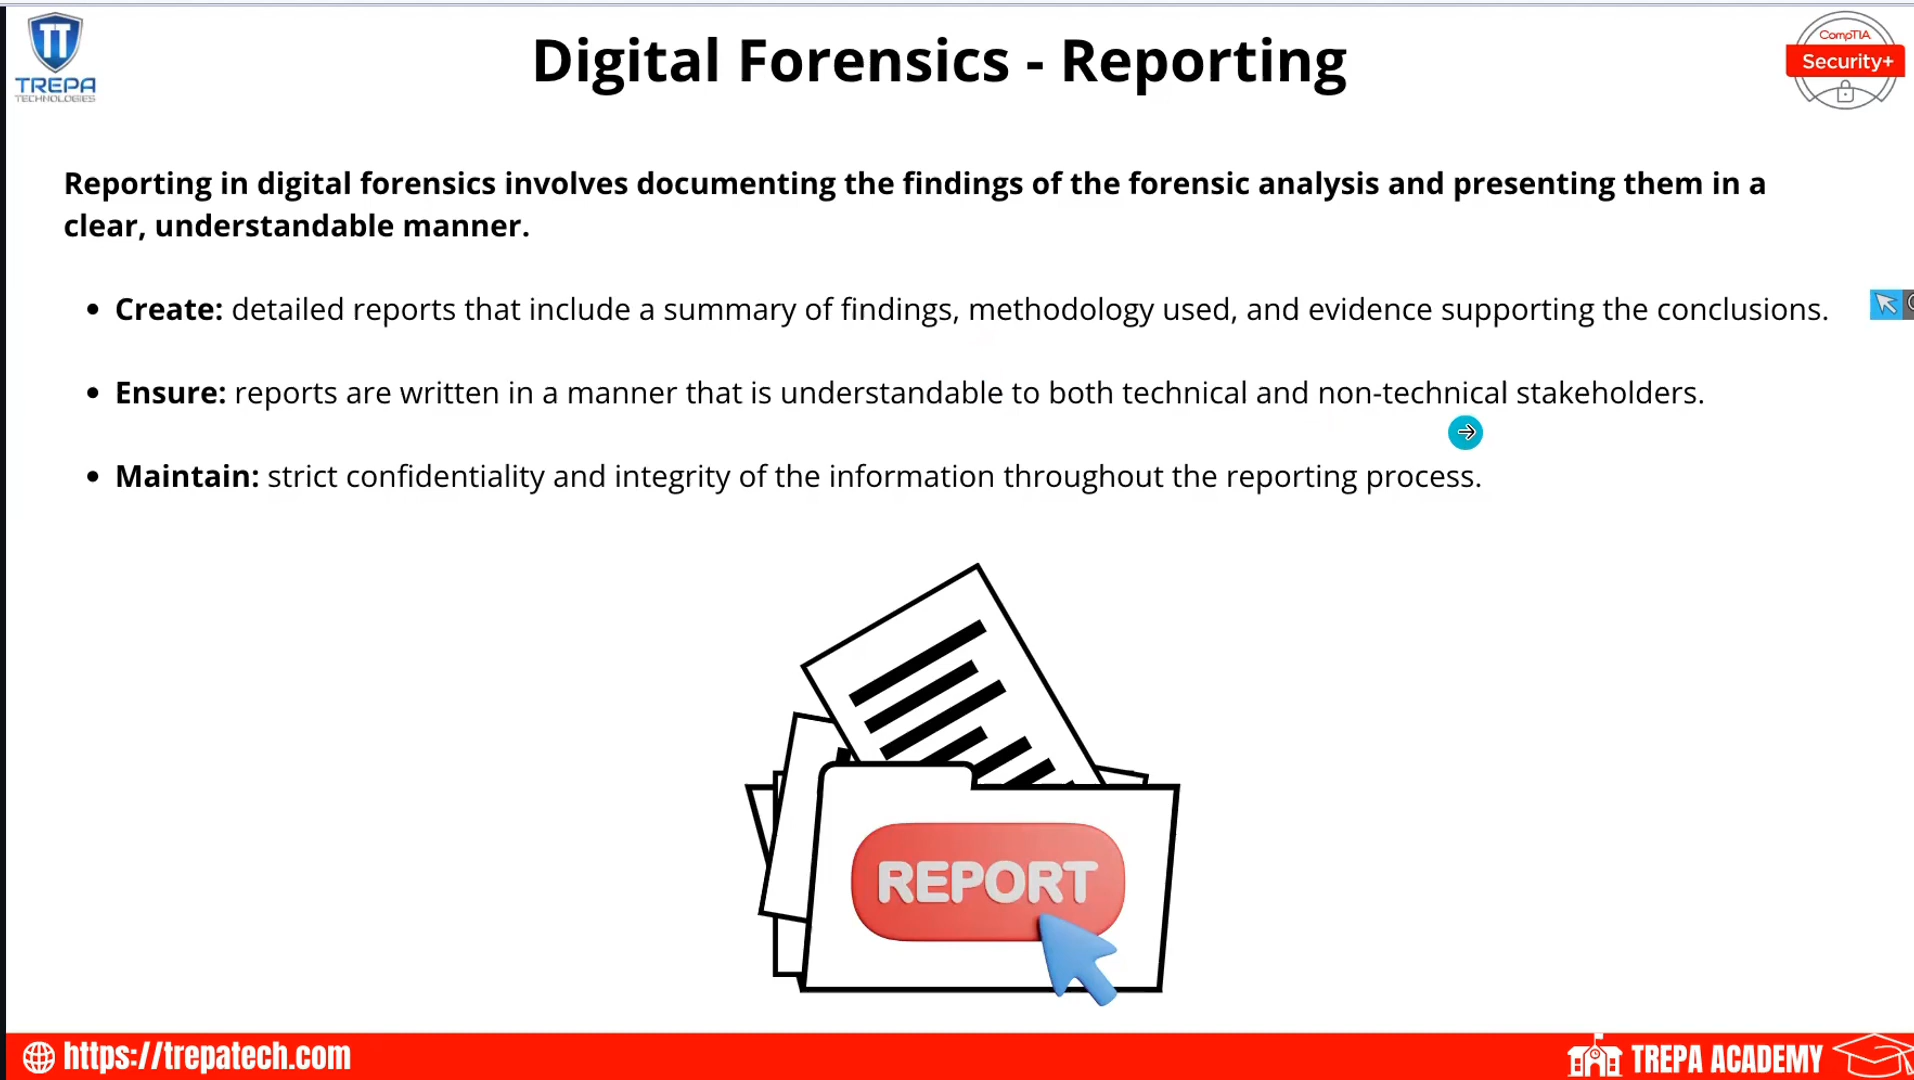 TREPA
TECHNOLOGIES
Digital Forensics - Reporting
CompTIA
Security+
Reporting in digital forensics involves documenting the findings of the forensic analysis and presenting them in a
clear, understandable manner.
• Create: detailed reports that include a summary of findings, methodology used, and evidence supporting the conclusions.
• Ensure: reports are written in a manner that is understandable to both technical and non-technical stakeholders.
• Maintain: strict confidentiality and integrity of the information throughout the reporting process.
REPORT
https://trepatech.com
TREPA ACADEMY